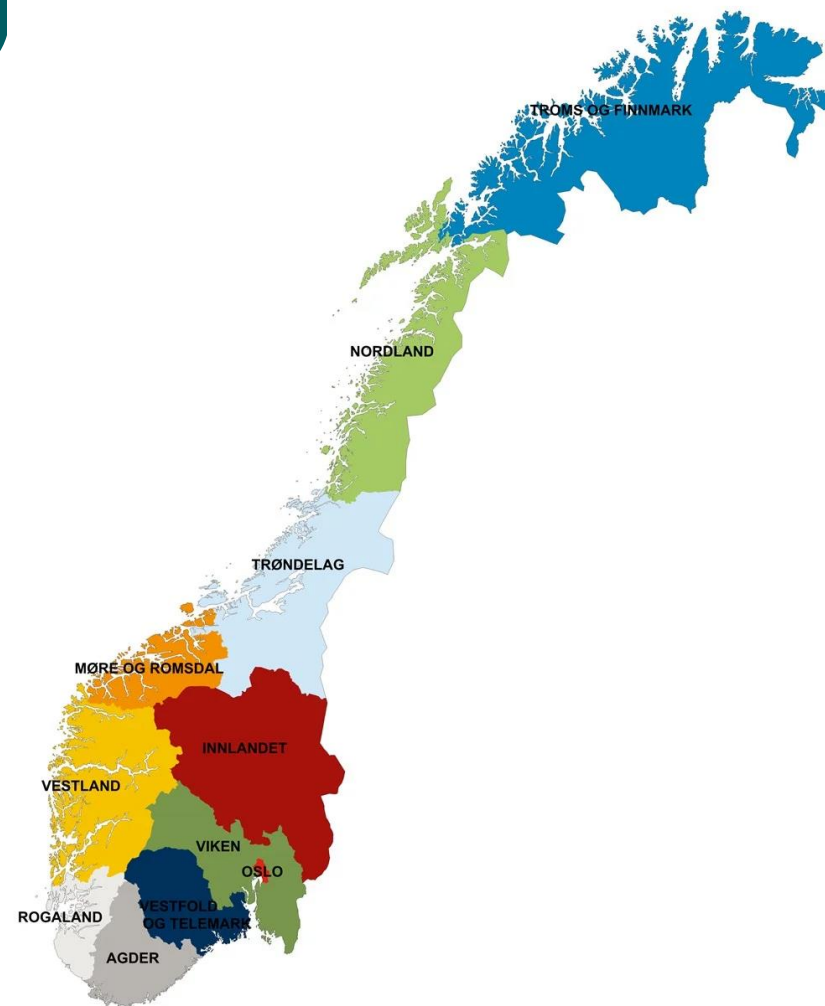 TROMS OG FINNMARK
NORDLAND
TRØNDELAG
MØRE OG ROMSDAL
INNLANDET
VESTLAND
VIKEN
OSLO
VESTFOLD
OG TELEMARK
ROGALAND
AGDER